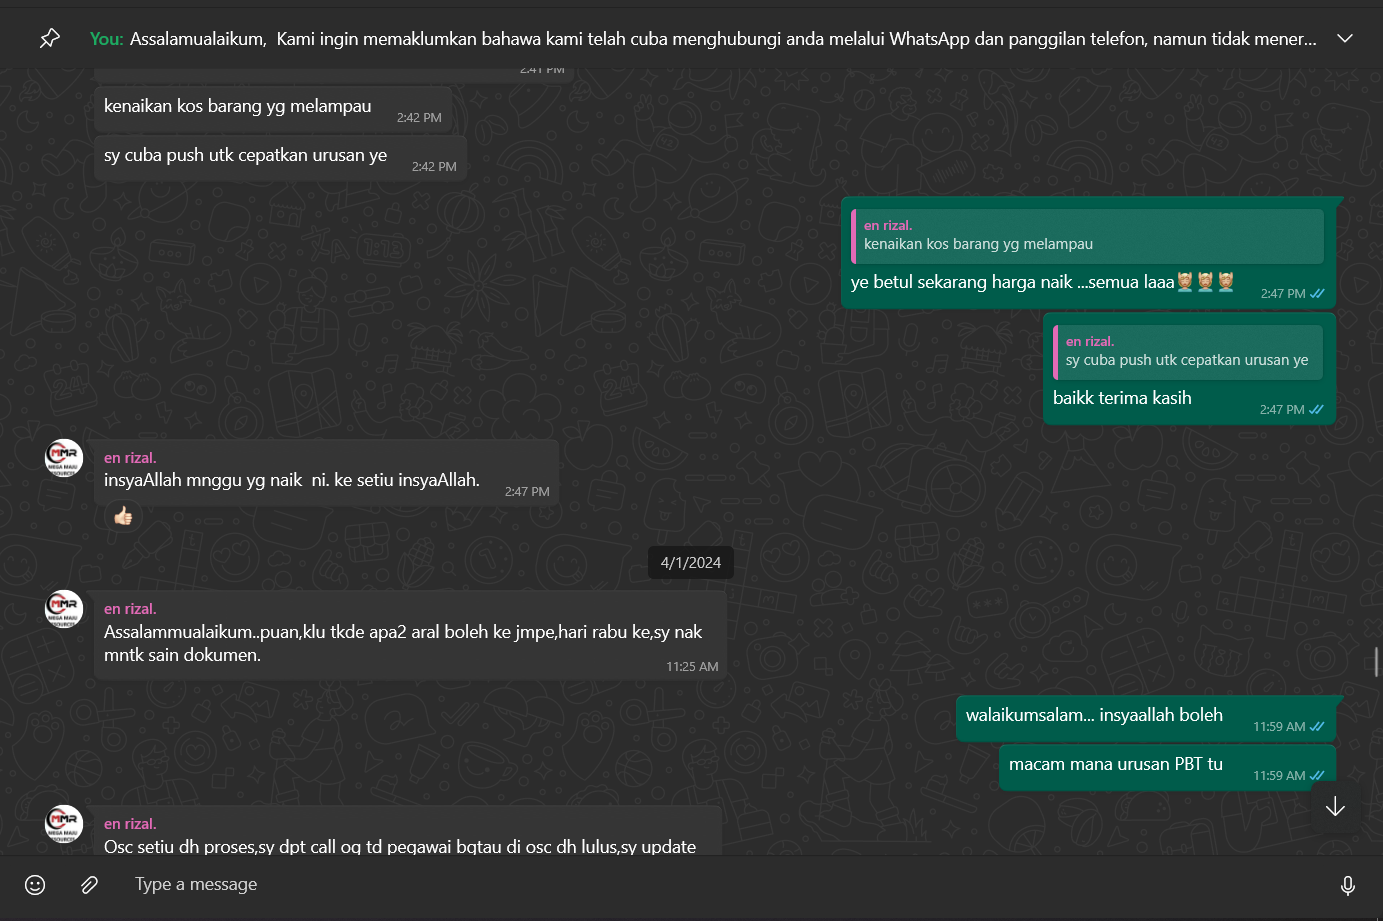 You: Assalamualaikum,  Kami ingin memaklumkan bahawa kami telah cuba menghubungi anda melalui WhatsApp dan panggilan telefon, namun tidak mener...
2:41 PM
kenaikan kos barang yg melampau
2:42 PM
sy cuba push utk cepatkan urusan ye
2:42 PM
en rizal.
kenaikan kos barang yg melampau
ye betul sekarang harga naik ...semua laaa
2:47 PM
en rizal.
sy cuba push utk cepatkan urusan ye
baikk terima kasih
2:47 PM
MMR
MEGA MAJU
RESOURCES
en rizal.
insyaAllah mnggu yg naik  ni. ke setiu insyaAllah.
2:47 PM
4/1/2024
MMR
MEGA MAJU
RESOURCES
en rizal.
Assalammualaikum..puan,klu tkde apa2 aral boleh ke jmpe,hari rabu ke,sy nak
mntk sain dokumen.
11:25 AM
walaikumsalam... insyaallah boleh
11:59 AM
macam mana urusan PBT tu
11:59 AM
MMR
MEGA MAJU
RESOURCES
en rizal.
Osc setiu dh proses,sy dpt call og td pegawai bgtau di osc dh lulus,sy update
Type a message